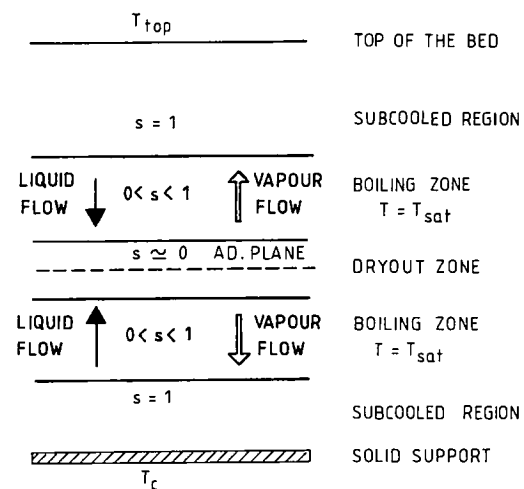 T_top
TOP OF THE BED
s = 1
SUBCOOLED REGION
LIQUID FLOW
0 < s < 1
VAPOUR FLOW
BOILING ZONE
T = T_sat
s ≃ 0 AD. PLANE
DRYOUT ZONE
LIQUID FLOW
0 < s < 1
VAPOUR FLOW
BOILING ZONE
T = T_sat
s = 1
SUBCOOLED REGION
SOLID SUPPORT
T_c